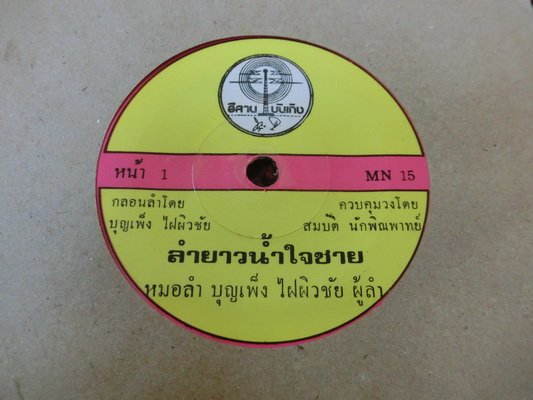 อีสาน บันเทิง
หน้า 1 MN 15
กลอนลำโดย ควบคุมวงโดย
บุญเพ็ง ไฝผิวชัย สมบัติ นักพิณพาทย์
ลำยาวน้ำใจชาย
หมอลำ บุญเพ็ง ไฝผิวชัย ผู้ลำ